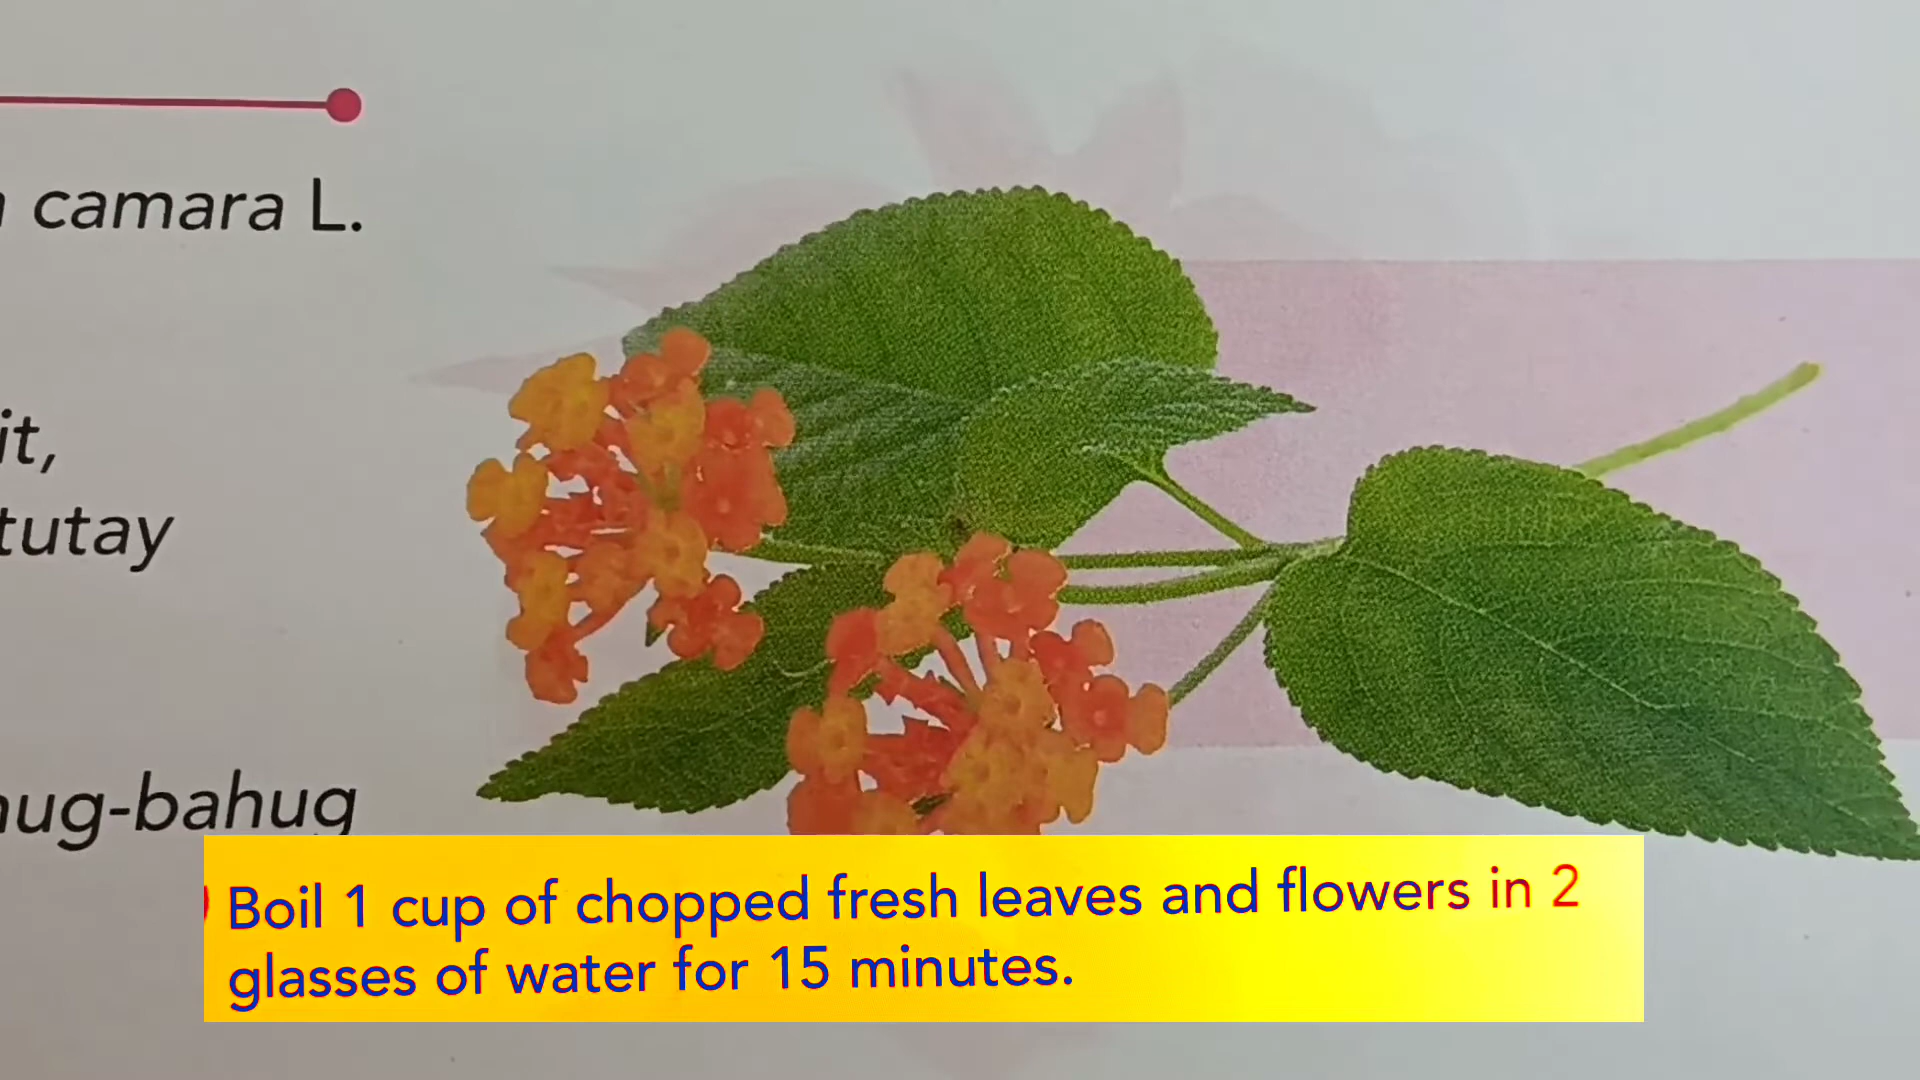 camara L.
it,
tutay
ug-bahug
Boil 1 cup of chopped fresh leaves and flowers in 2
glasses of water for 15 minutes.